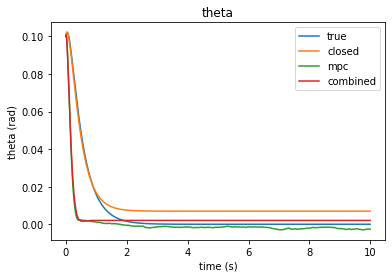 theta
true
closed
mpc
combined
theta (rad)
0.10
0.08
0.06
0.04
0.02
0.00
0
2
4
6
8
10
time (s)